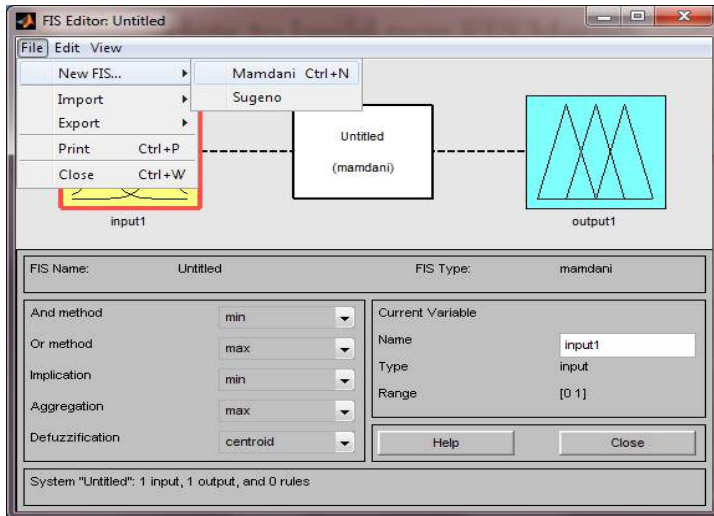 FIS Editor: Untitled
File Edit View
New FIS...
Mamdani Ctrl+N
Sugeno
Import
Export
Print Ctrl+P
Close Ctrl+W
Untitled
(mamdani)
input1
output1
FIS Name: Untitled
FIS Type: mamdani
And method min
Or method max
Implication min
Aggregation max
Defuzzification centroid
Current Variable
Name input1
Type input
Range [0 1]
Help
Close
System "Untitled": 1 input, 1 output, and 0 rules